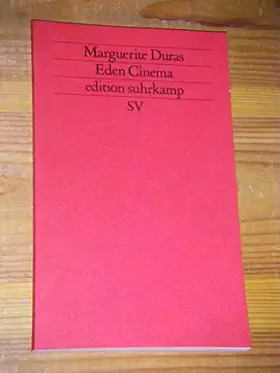 Marguerite Duras
Eden Cinema
edition suhrkamp
SV